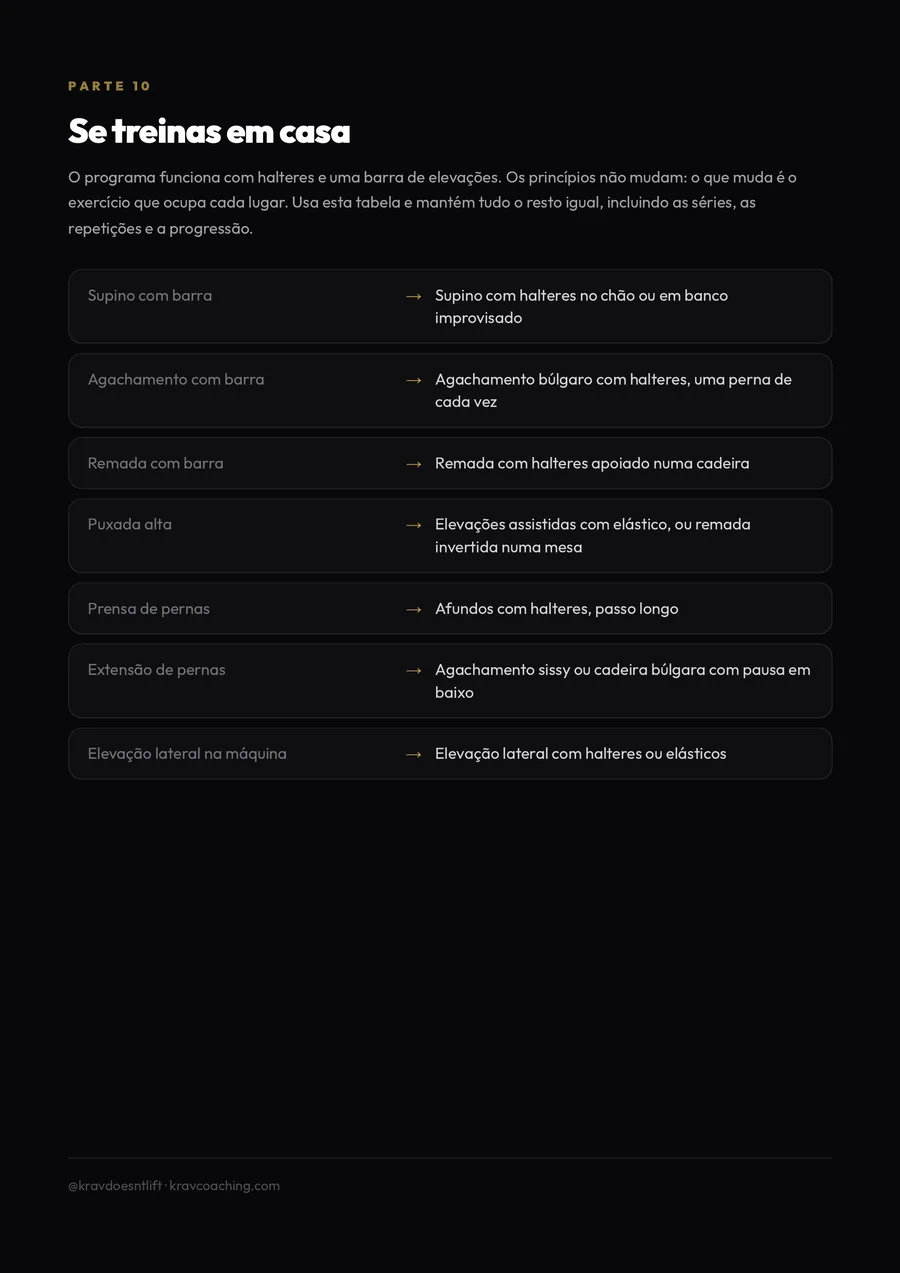 PARTE 10
Se treinas em casa
O programa funciona com halteres e uma barra de elevações. Os princípios não mudam: o que muda é o
exercício que ocupa cada lugar. Usa esta tabela e mantém tudo o resto igual, incluindo as séries, as
repetições e a progressão.
Supino com barra → Supino com halteres no chão ou em banco
improvisado
Agachamento com barra → Agachamento búlgaro com halteres, uma perna de
cada vez
Remada com barra → Remada com halteres apoiado numa cadeira
Puxada alta → Elevações assistidas com elástico, ou remada
invertida numa mesa
Prensa de pernas → Afundos com halteres, passo longo
Extensão de pernas → Agachamento sissy ou cadeira búlgara com pausa em
baixo
Elevação lateral na máquina → Elevação lateral com halteres ou elásticos
@kravdoesntlift · kravcoaching.com